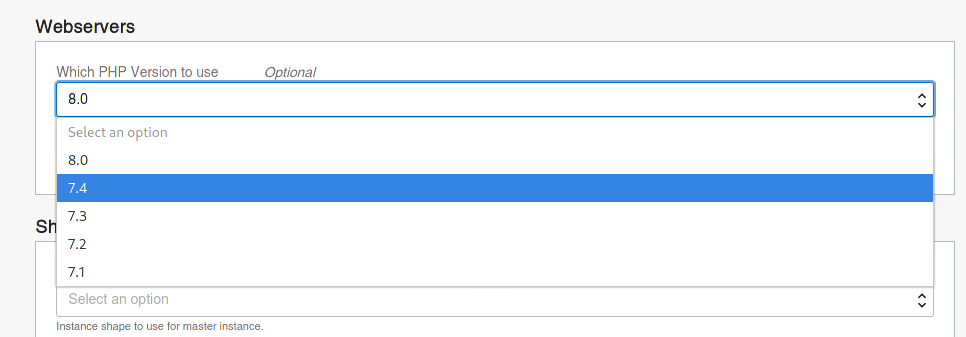 Webservers
Which PHP Version to use Optional
8.0
Select an option
8.0
7.4
7.3
7.2
7.1
Sh
Select an option
Instance shape to use for master instance.